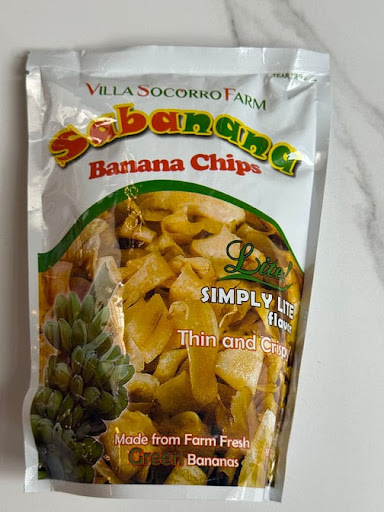 VILLA SOCORRO FARM
Sabanana
Banana Chips
Lite!
SIMPLY LITE
flavor
Thin and Crispy
Made from Farm Fresh
Green Bananas